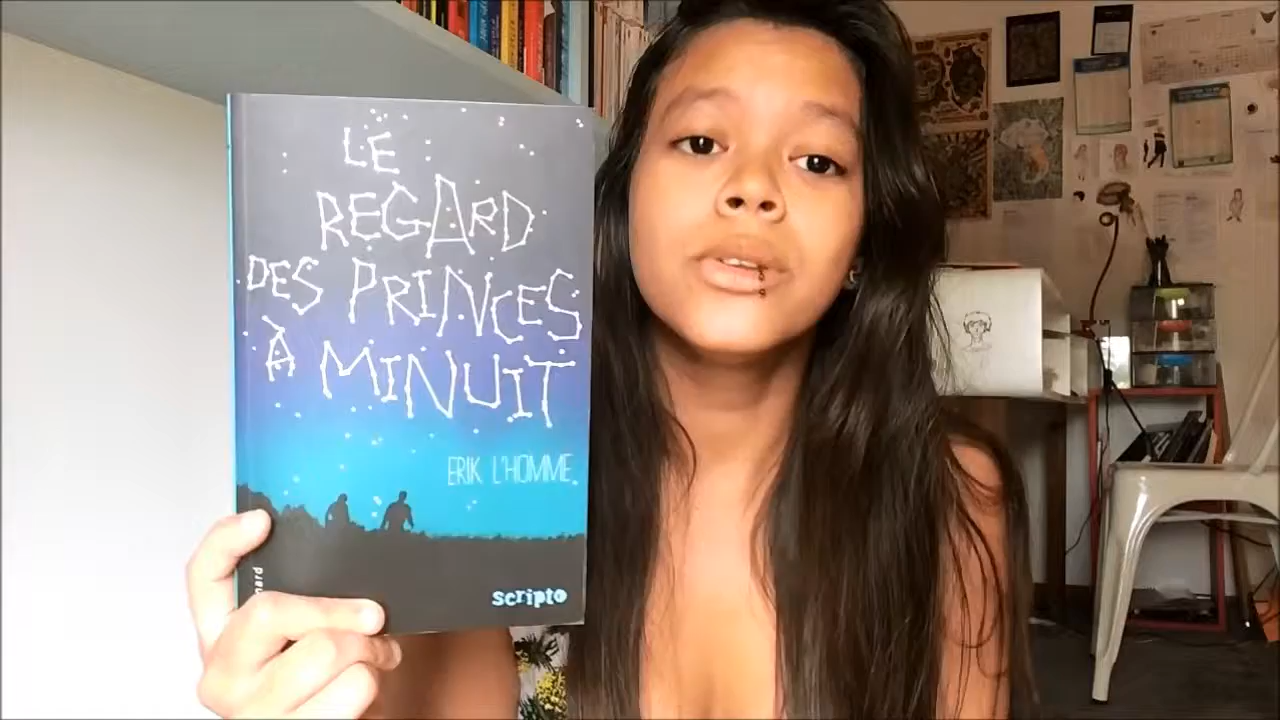 LE
REGARD
DES PRINCES
À MINUIT
ERIK L'HOMME
scripto